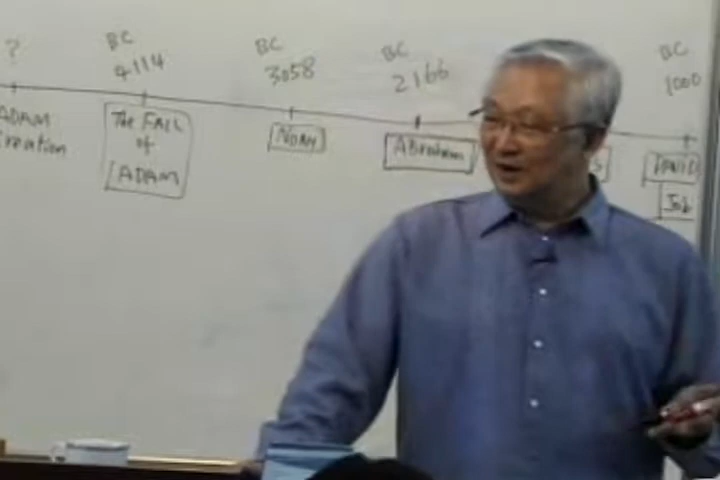 ?
BC
4114
BC
3058
BC
2166
BC
1000
ADAM
Creation
The FALL
of
ADAM
NOAH
Abraham
S
DAVID
Job